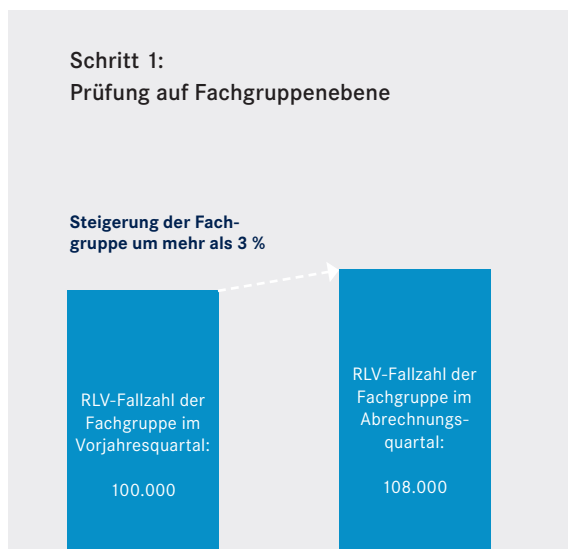 Schritt 1:
Prüfung auf Fachgruppenebene
Steigerung der Fach-
gruppe um mehr als 3 %
RLV-Fallzahl der
Fachgruppe im
Vorjahresquartal:
100.000
RLV-Fallzahl der
Fachgruppe im
Abrechnungs-
quartal:
108.000